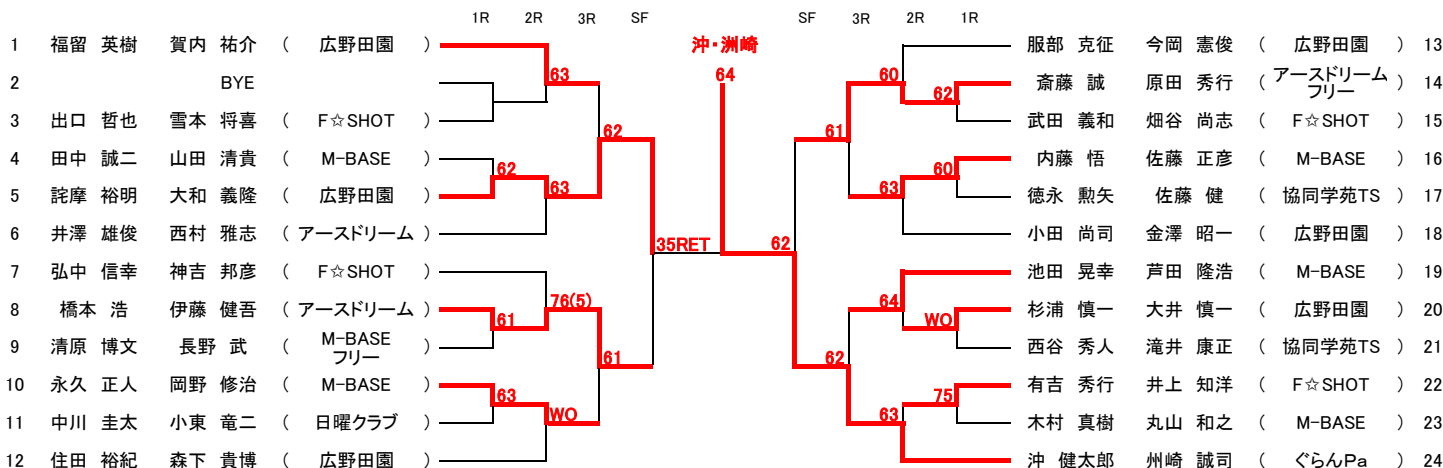 1R 2R 3R SF SF 3R 2R 1R
沖・洲崎
64
1 福留 英樹 賀内 祐介 ( 広野田園 )
2 BYE
3 出口 哲也 雪本 将喜 ( F☆SHOT )
4 田中 誠二 山田 清貴 ( M-BASE )
5 詫摩 裕明 大和 義隆 ( 広野田園 )
6 井澤 雄俊 西村 雅志 ( アースドリーム )
7 弘中 信幸 神吉 邦彦 ( F☆SHOT )
8 橋本 浩 伊藤 健吾 ( アースドリーム )
9 清原 博文 長野 武 ( M-BASE フリー )
10 永久 正人 岡野 修治 ( M-BASE )
11 中川 圭太 小東 竜二 ( 日曜クラブ )
12 住田 裕紀 森下 貴博 ( 広野田園 )
63
62
62
63
35RET
76(5)
61
61
63
WO
服部 克征 今岡 憲俊 ( 広野田園 ) 13
斎藤 誠 原田 秀行 ( アースドリーム フリー ) 14
武田 義和 畑谷 尚志 ( F☆SHOT ) 15
内藤 悟 佐藤 正彦 ( M-BASE ) 16
徳永 勲矢 佐藤 健 ( 協同学苑TS ) 17
小田 尚司 金澤 昭一 ( 広野田園 ) 18
池田 晃幸 芦田 隆浩 ( M-BASE ) 19
杉浦 慎一 大井 慎一 ( 広野田園 ) 20
西谷 秀人 滝井 康正 ( 協同学苑TS ) 21
有吉 秀行 井上 知洋 ( F☆SHOT ) 22
木村 真樹 丸山 和之 ( M-BASE ) 23
沖 健太郎 州崎 誠司 ( ぐらんPa ) 24
60
62
61
60
63
62
64
WO
62
75
63